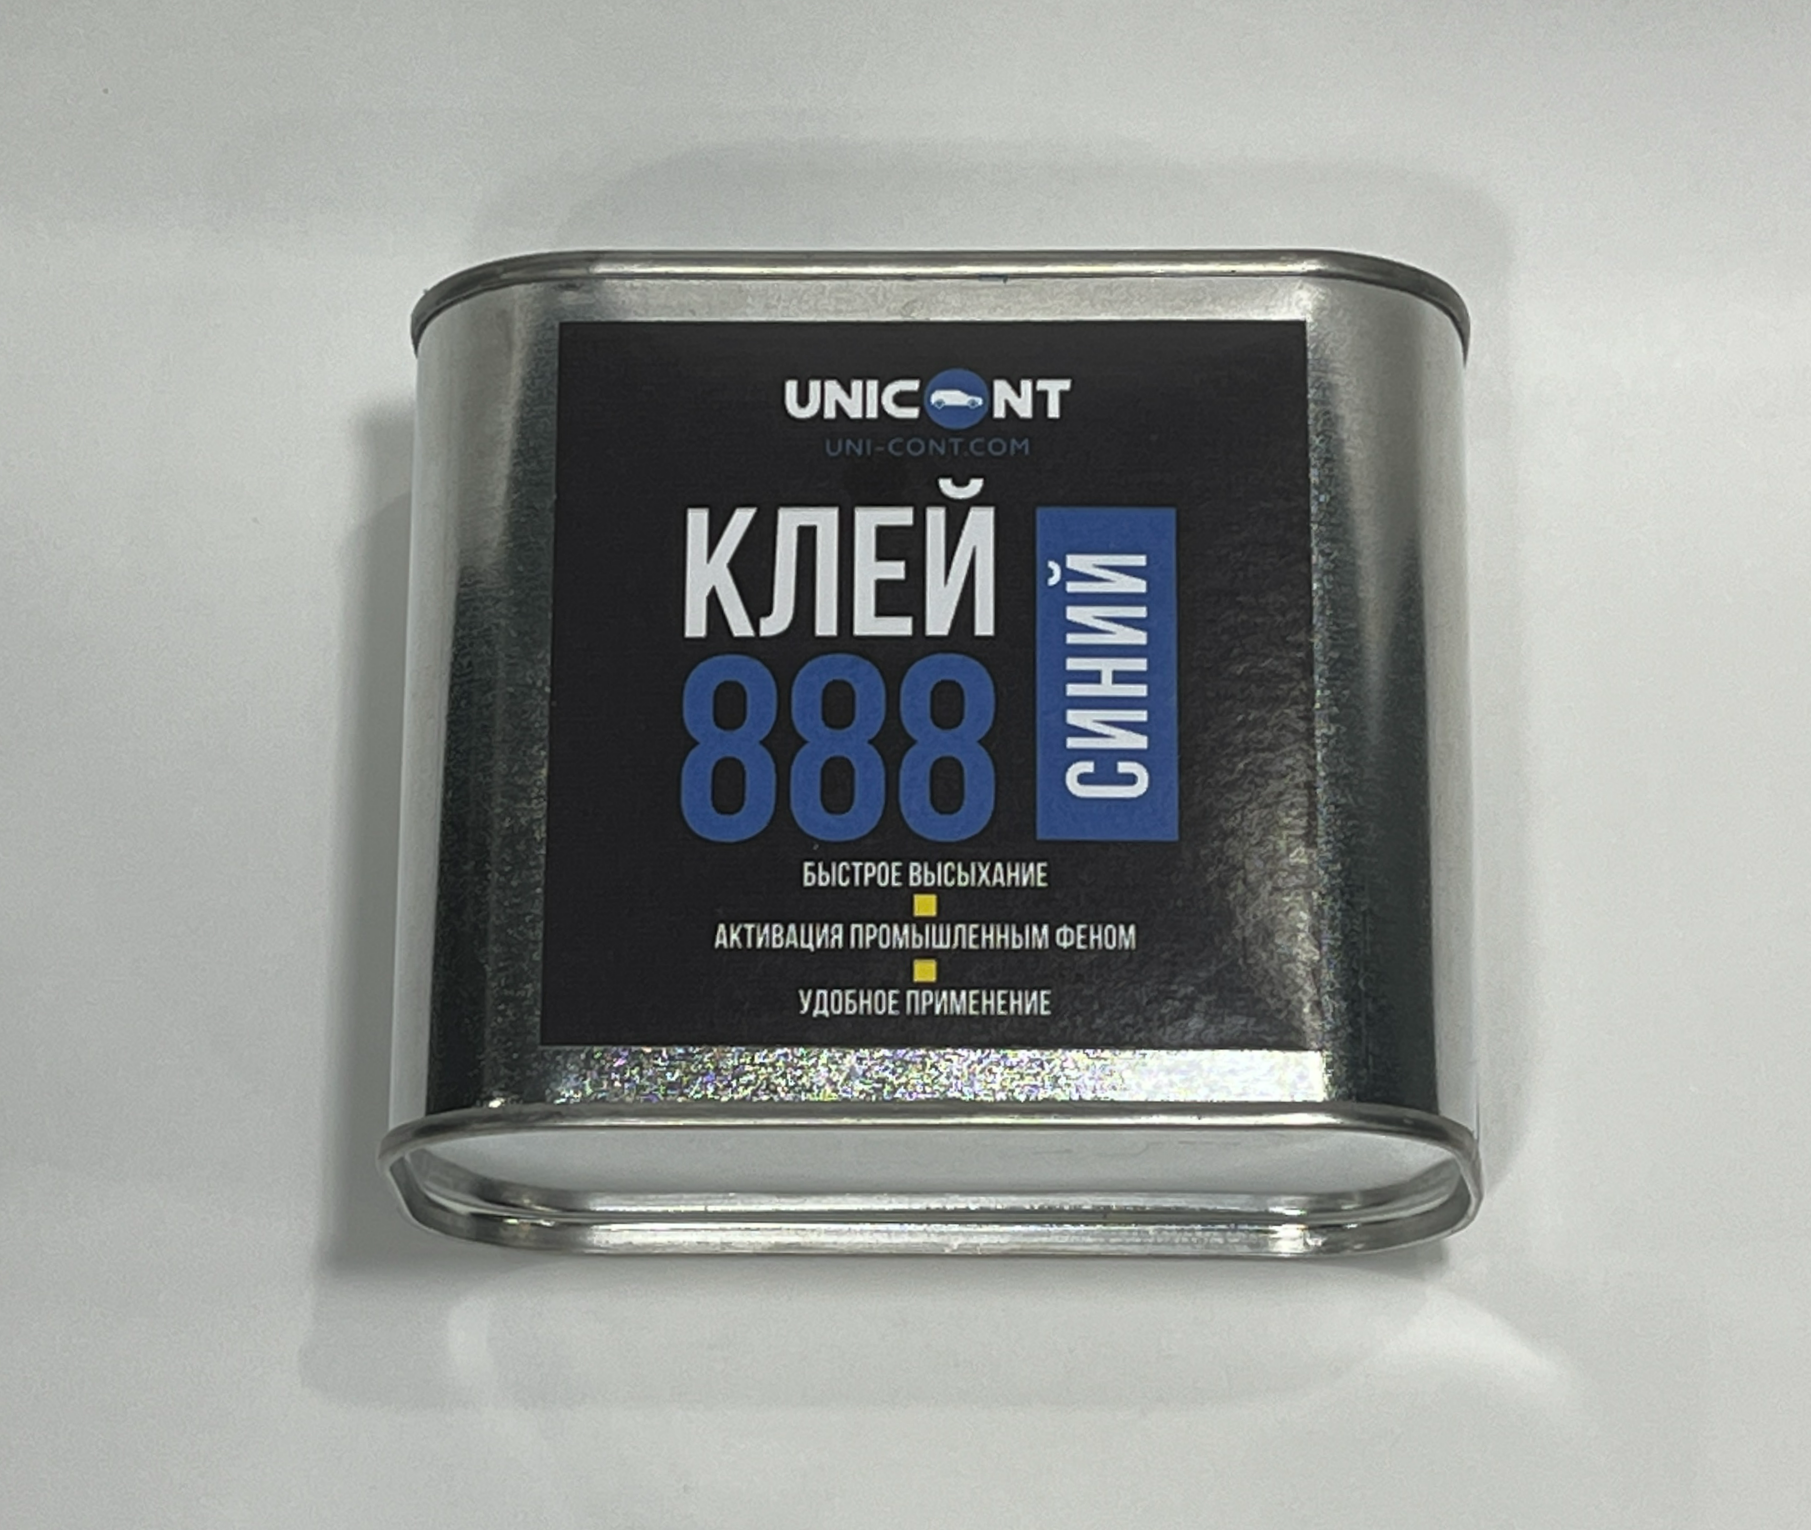 UNICONT
UNI-CONT.COM
КЛЕЙ
888
СИНИЙ
БЫСТРОЕ ВЫСЫХАНИЕ
АКТИВАЦИЯ ПРОМЫШЛЕННЫМ ФЕНОМ
УДОБНОЕ ПРИМЕНЕНИЕ